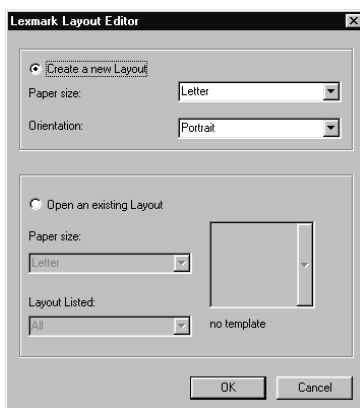 Lexmark Layout Editor
Create a new Layout
Paper size:
Letter
Orientation:
Portrait
Open an existing Layout
Paper size:
Letter
Layout Listed:
All
no template
OK
Cancel